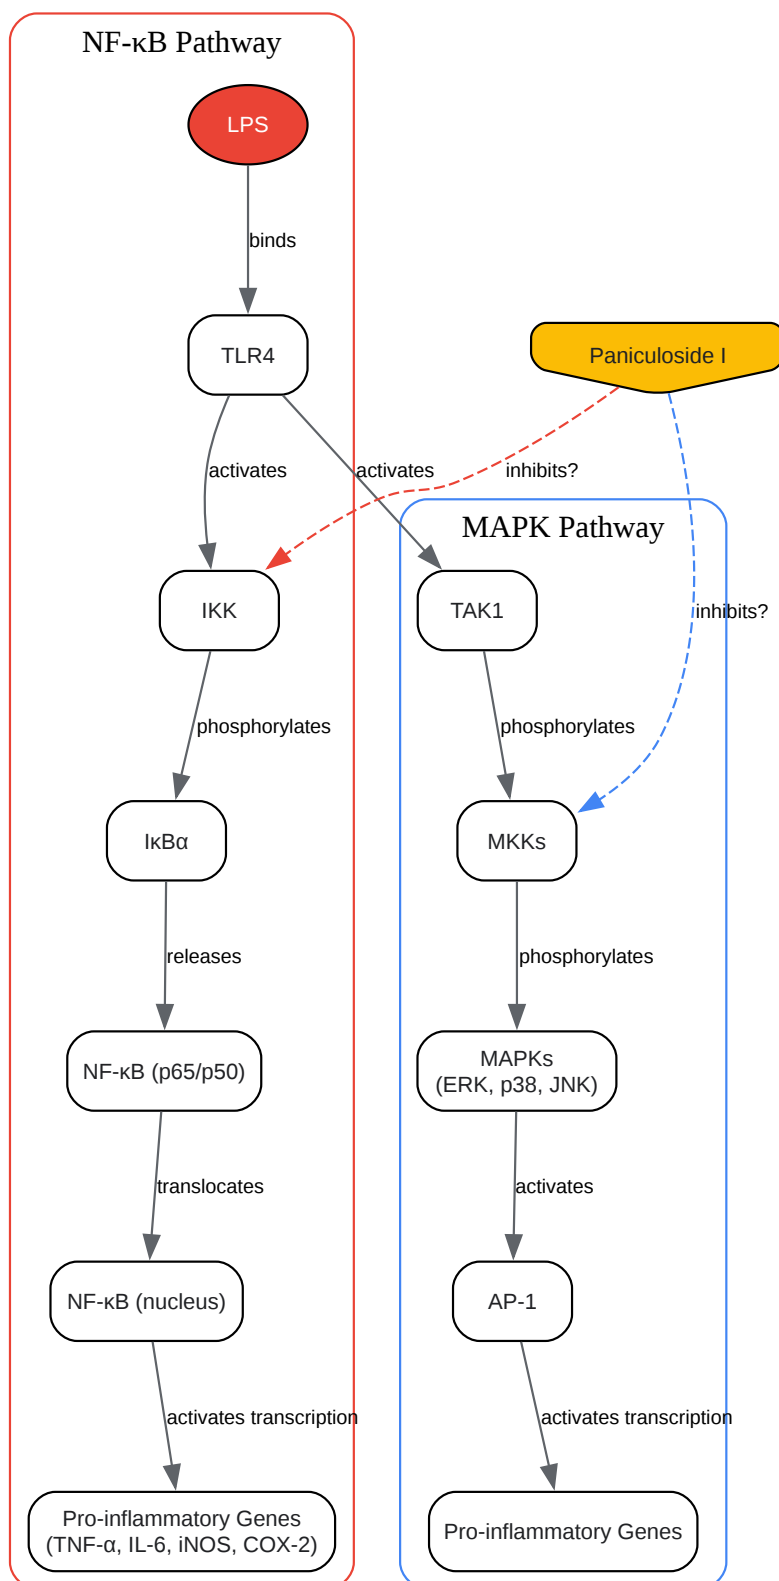 NF-κB Pathway
LPS
binds
TLR4
Paniculoside I
activates
activates
inhibits?
MAPK Pathway
IKK
TAK1
inhibits?
phosphorylates
phosphorylates
IκBα
MKKs
releases
phosphorylates
NF-κB (p65/p50)
MAPKs
(ERK, p38, JNK)
translocates
activates
NF-κB (nucleus)
AP-1
activates transcription
activates transcription
Pro-inflammatory Genes
(TNF-α, IL-6, iNOS, COX-2)
Pro-inflammatory Genes